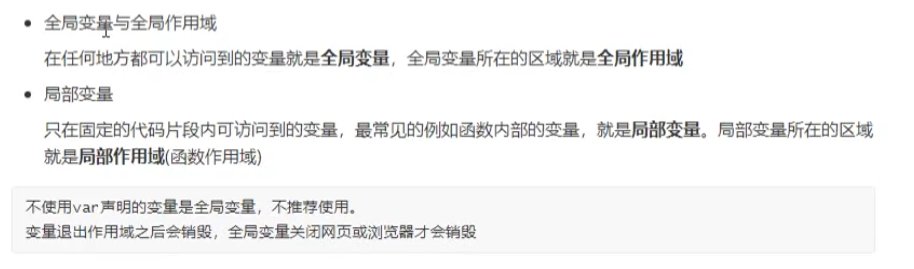 全局变量与全局作用域
在任何地方都可以访问到的变量就是全局变量，全局变量所在的区域就是全局作用域
局部变量
只在固定的代码片段内可访问到的变量，最常见的例如函数内部的变量，就是局部变量。局部变量所在的区域
就是局部作用域(函数作用域)
不使用var声明的变量是全局变量，不推荐使用。
变量退出作用域之后会销毁，全局变量关闭网页或浏览器才会销毁